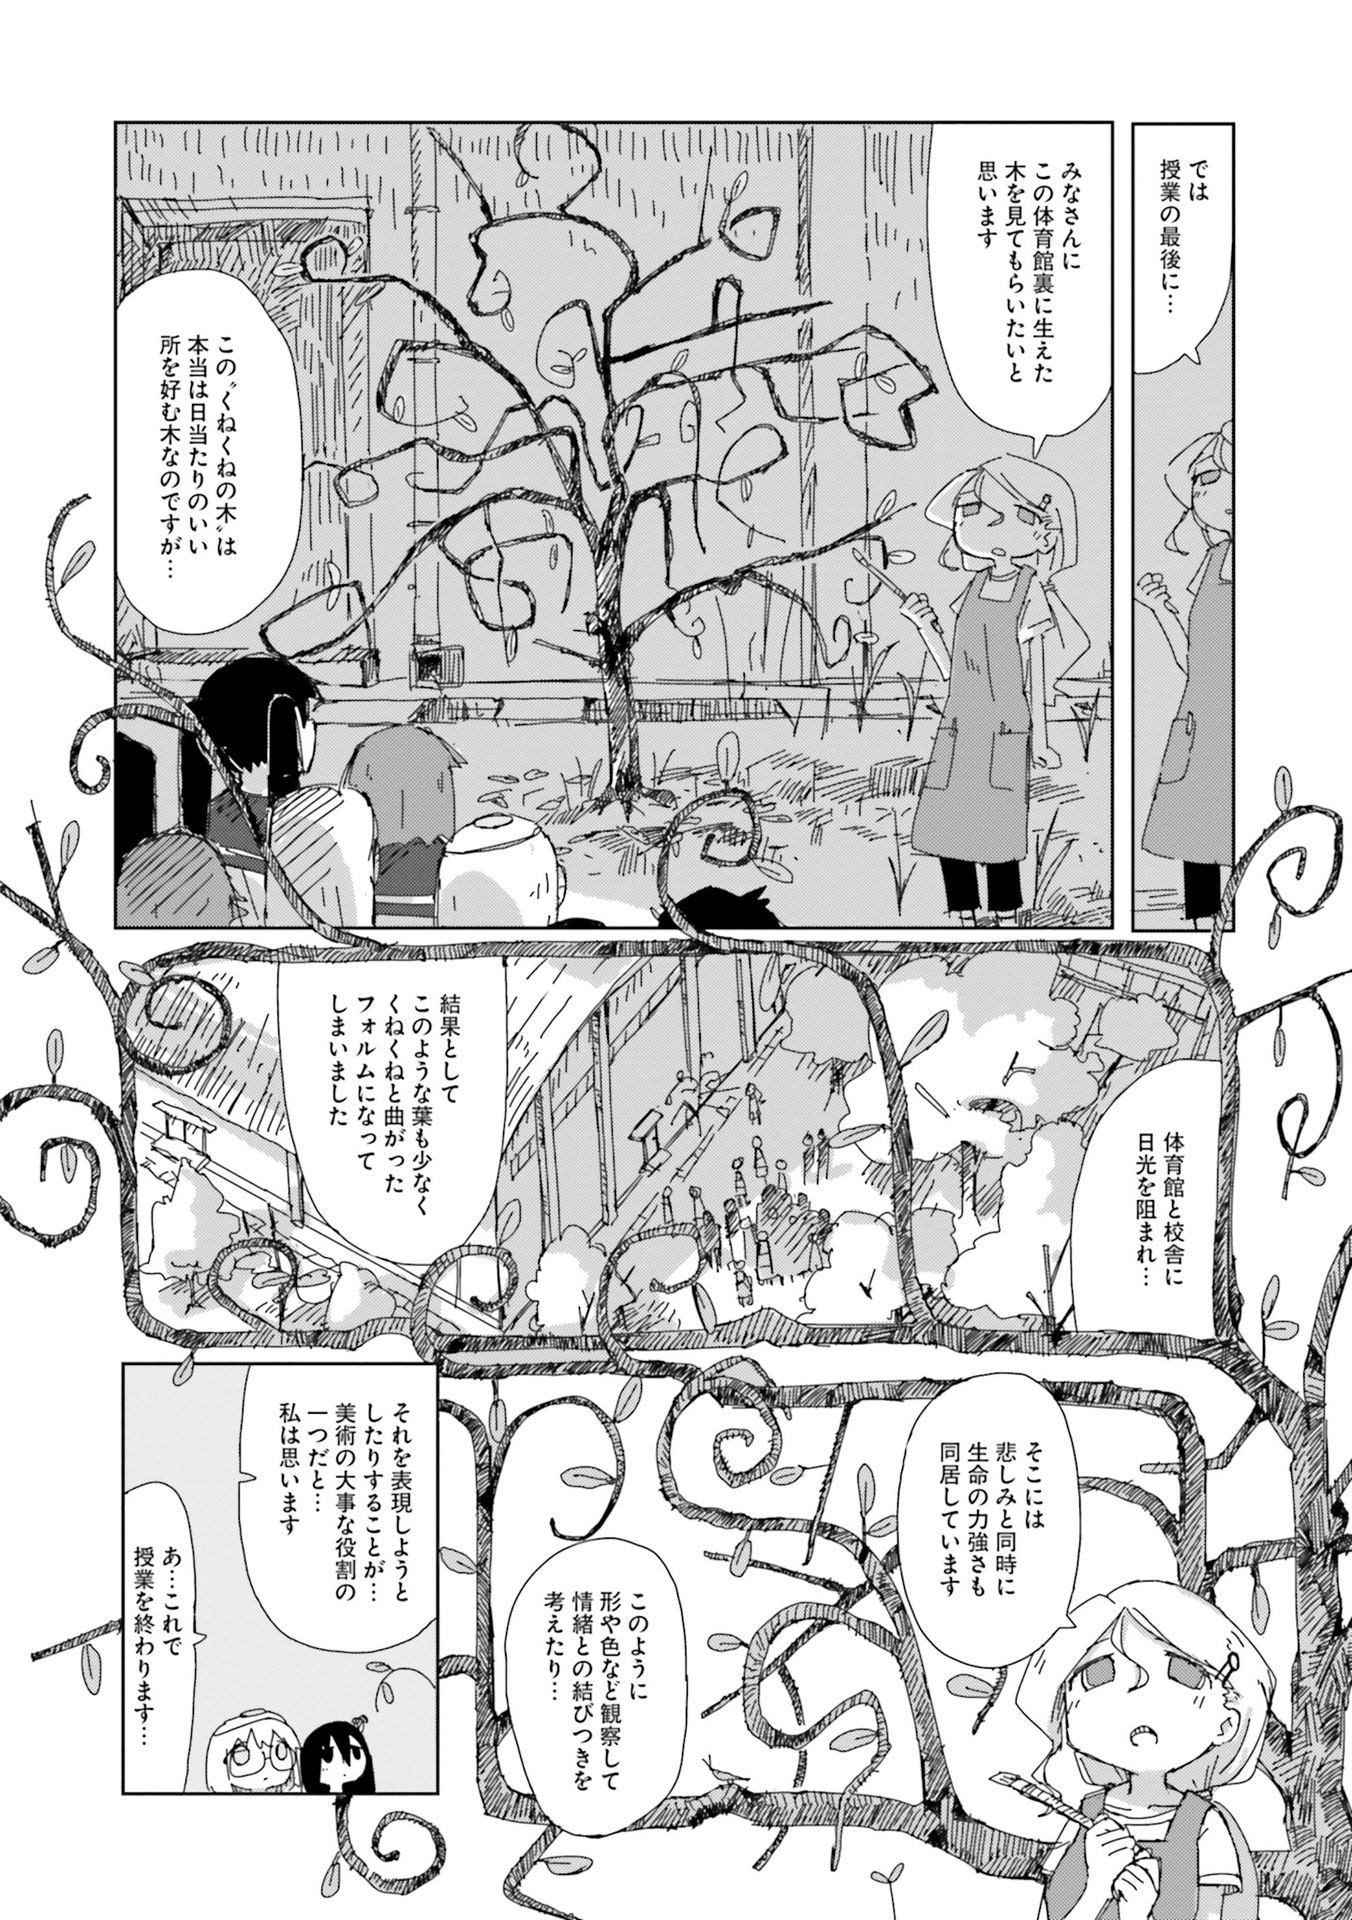 では
授業の最後に…
みなさんに
この体育館裏に生えた
木を見てもらいたいと
思います
この〝くねくねの木〟は
本当は日当たりのいい
所を好む木なのですが…
体育館と校舎に
日光を阻まれ…
結果として
このような葉も少なく
くねくねと曲がった
フォルムになって
しまいました
そこには
悲しみと同時に
生命の力強さも
同居しています
このように
形や色など観察して
情緒との結びつきを
考えたり…
それを表現しようと
したりすることが…
美術の大事な役割の
一つだと…
私は思います
あ…これで
授業を終わります…